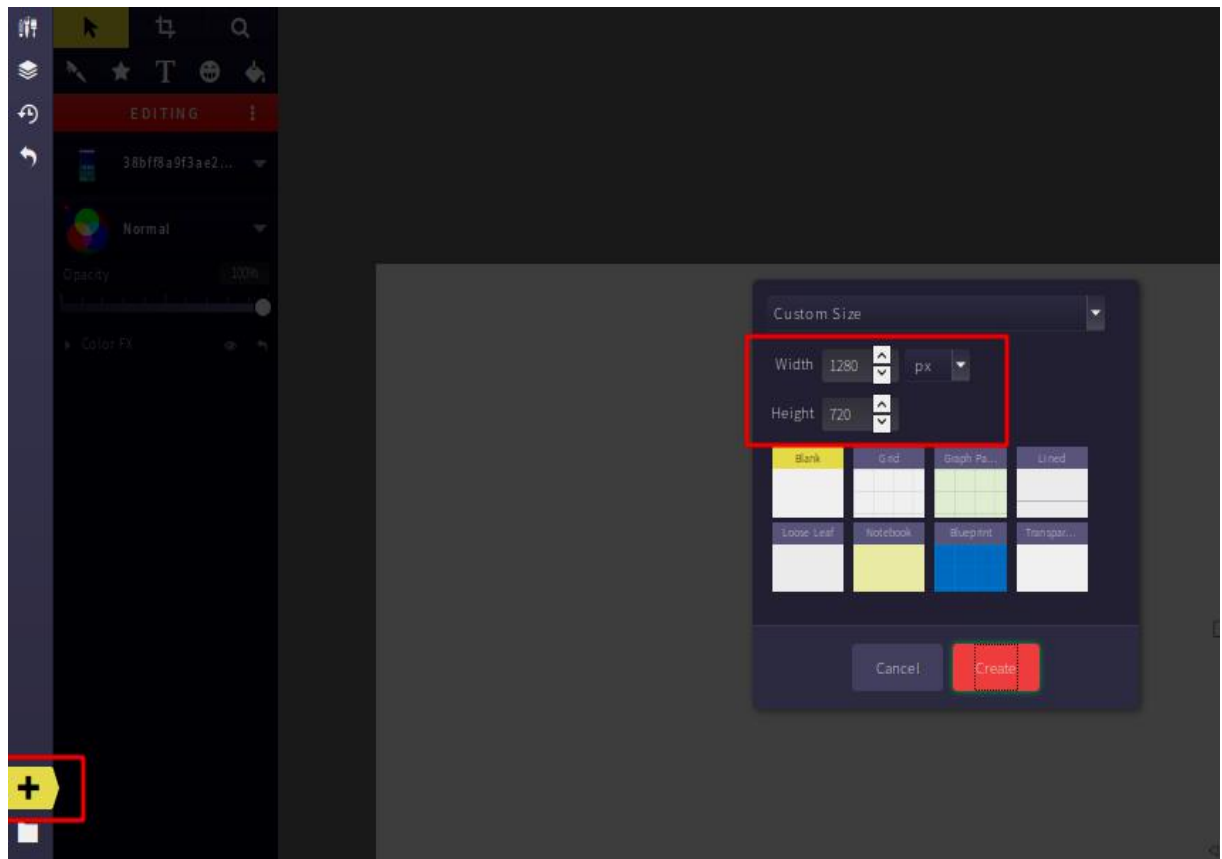 T
EDITING
38bff8a9f3ae2...
Normal
Opacity 100%
Color FX
Custom Size
Width 1280 px
Height 720
Blank Grid Graph Pa... Lined
Loose Leaf Notebook Blueprint Transpar...
Cancel Create